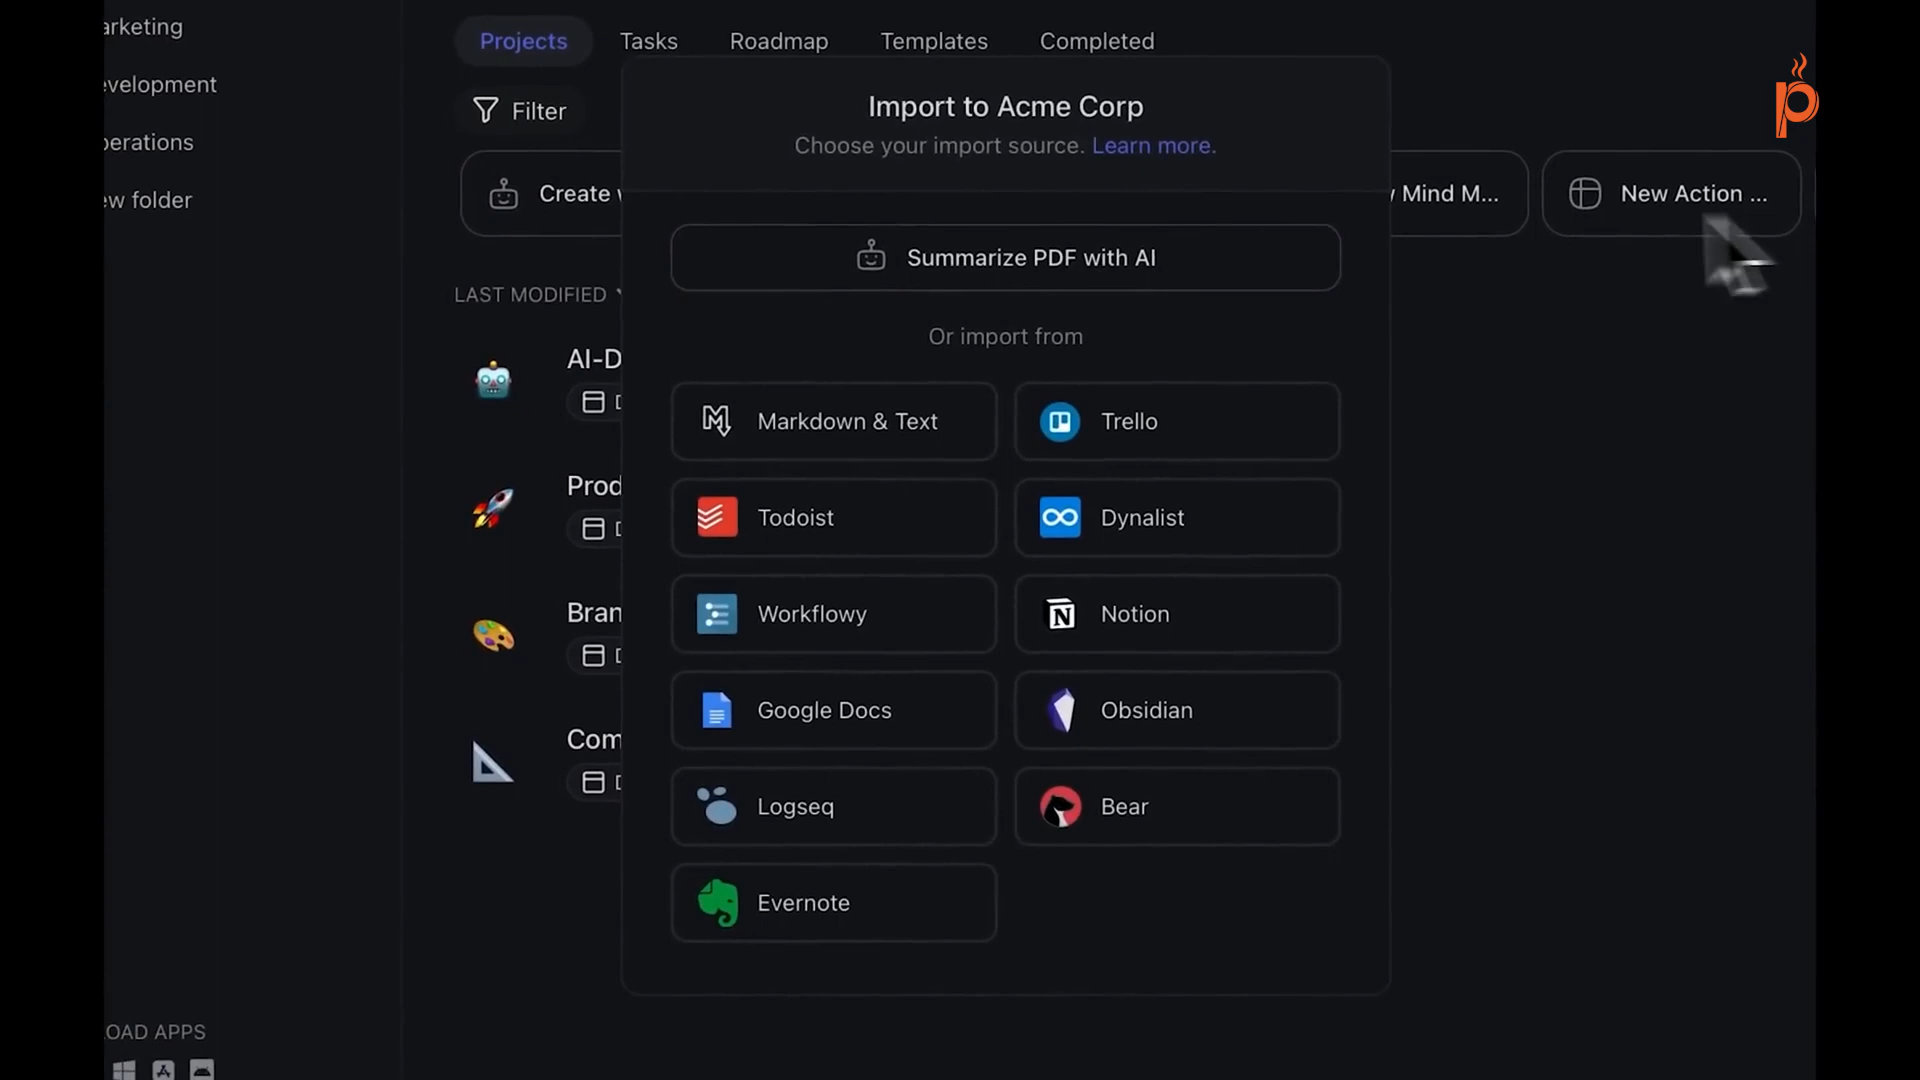 arketing
evelopment
perations
ew folder
Projects
Tasks
Roadmap
Templates
Completed
Filter
Import to Acme Corp
Choose your import source. Learn more.
Create
Mind M...
New Action ...
Summarize PDF with AI
LAST MODIFIED
Or import from
AI-D
Markdown & Text
Trello
Prod
Todoist
Dynalist
Bran
Workflowy
Notion
Google Docs
Obsidian
Com
Logseq
Bear
Evernote
OAD APPS